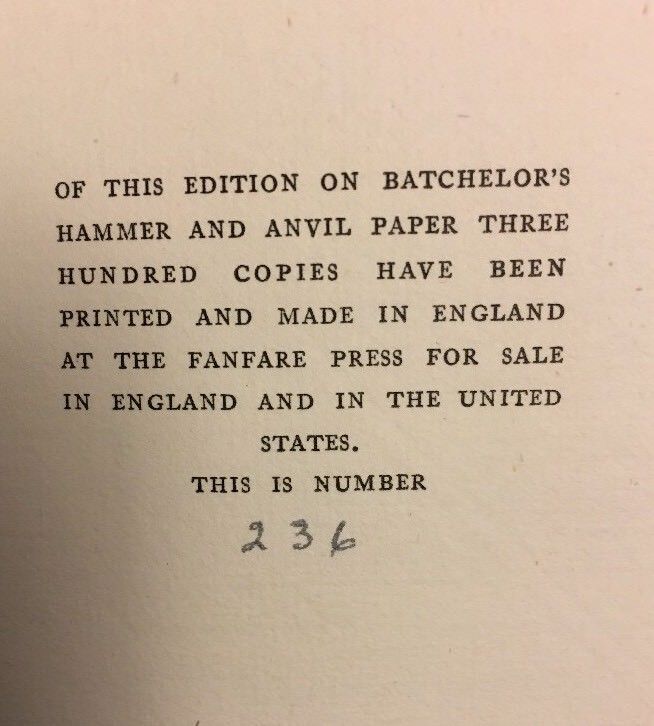 OF THIS EDITION ON BATCHELOR'S
HAMMER AND ANVIL PAPER THREE
HUNDRED COPIES HAVE BEEN
PRINTED AND MADE IN ENGLAND
AT THE FANFARE PRESS FOR SALE
IN ENGLAND AND IN THE UNITED
STATES.
THIS IS NUMBER
236